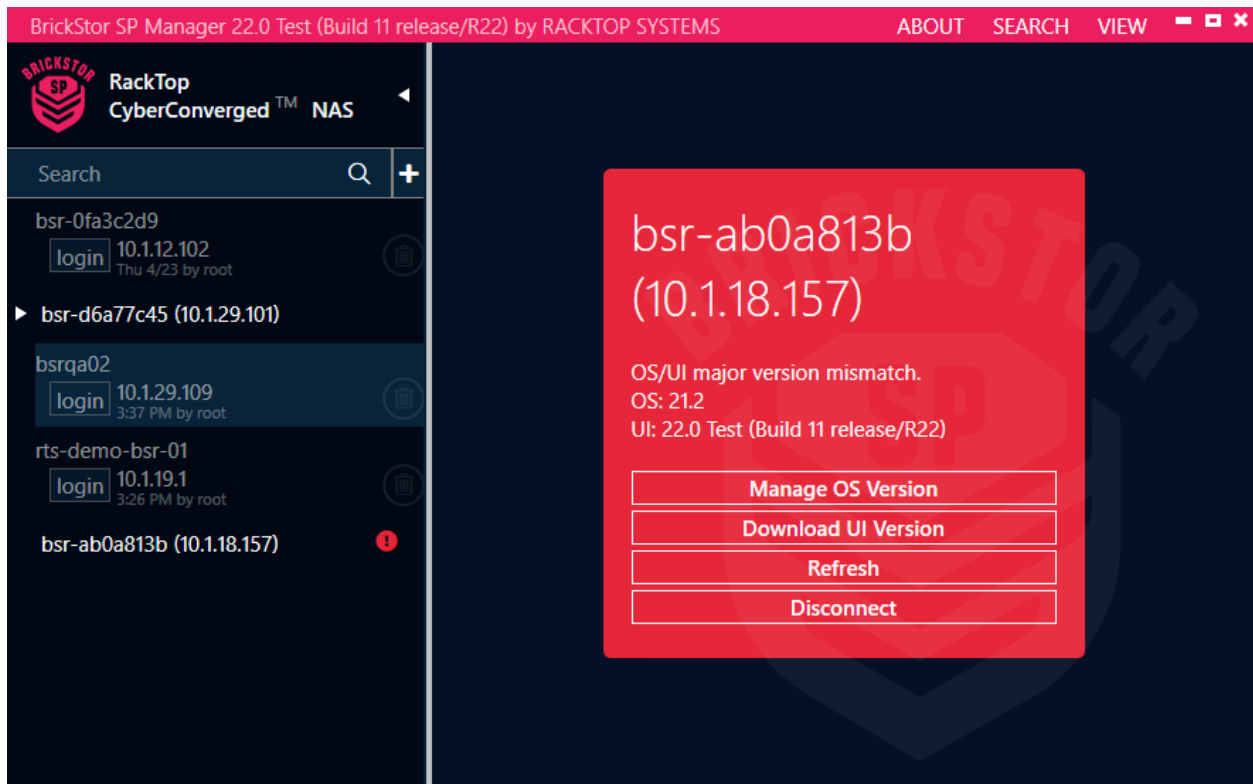 BrickStor SP Manager 22.0 Test (Build 11 release/R22) by RACKTOP SYSTEMS
ABOUT SEARCH VIEW
BRICKSTOR
SP
RackTop
CyberConverged TM NAS
Search
bsr-0fa3c2d9
login 10.1.12.102
Thu 4/23 by root
bsr-d6a77c45 (10.1.29.101)
bsrqa02
login 10.1.29.109
3:37 PM by root
rts-demo-bsr-01
login 10.1.19.1
3:26 PM by root
bsr-ab0a813b (10.1.18.157)
BRICKSTOR
SP
bsr-ab0a813b
(10.1.18.157)
OS/UI major version mismatch.
OS: 21.2
UI: 22.0 Test (Build 11 release/R22)
Manage OS Version
Download UI Version
Refresh
Disconnect